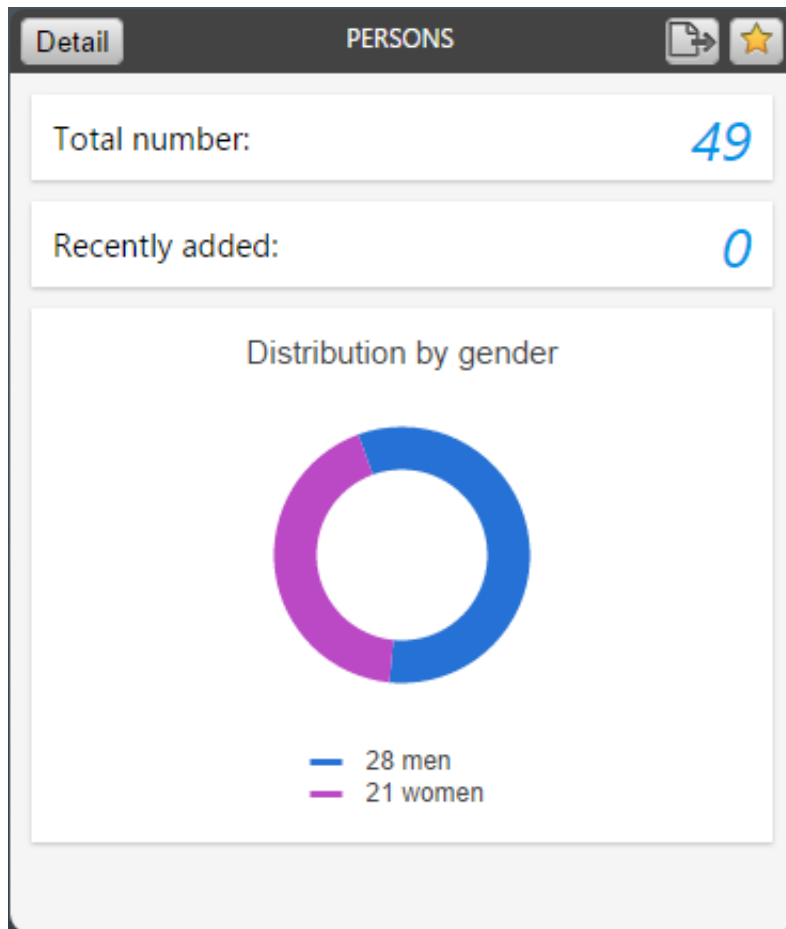 Detail PERSONS
Total number: 49
Recently added: 0
Distribution by gender
28 men
21 women